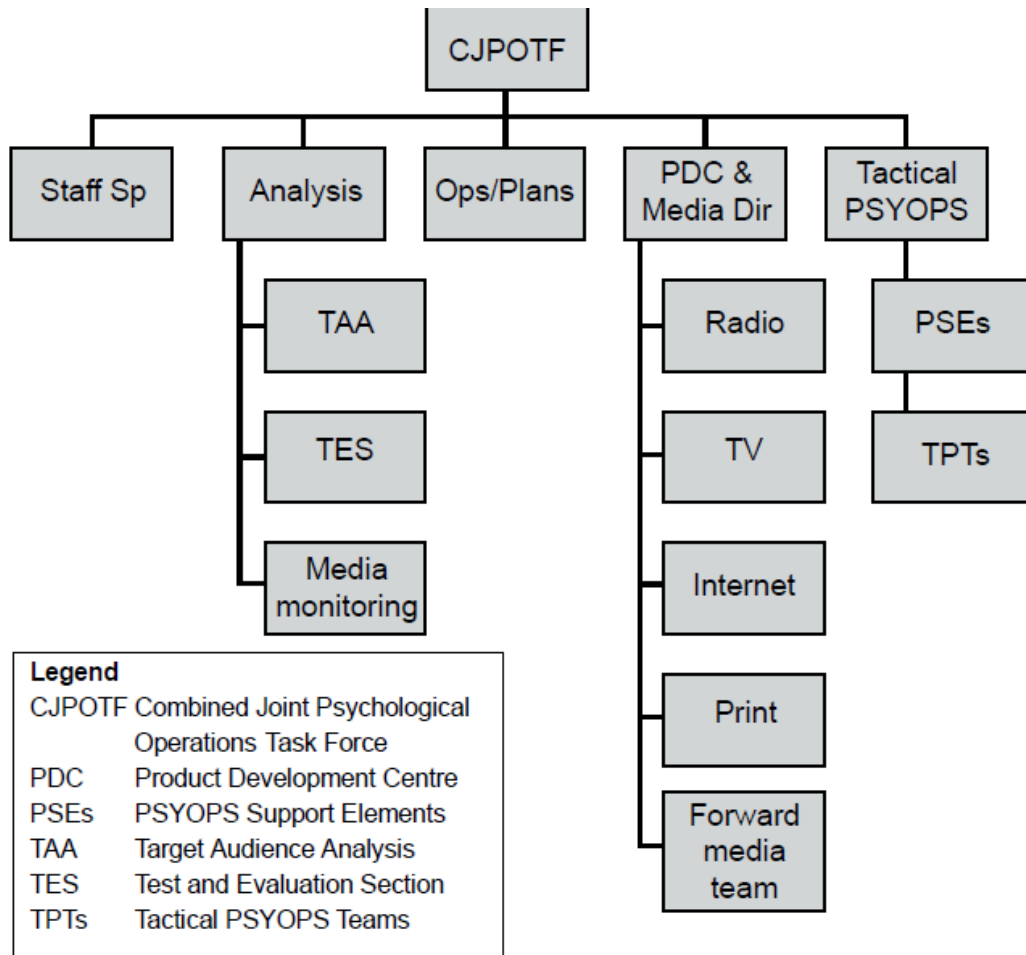 CJPOTF
Staff Sp
Analysis
Ops/Plans
PDC &
Media Dir
Tactical
PSYOPS
TAA
Radio
PSEs
TES
TV
TPTs
Media
monitoring
Internet
Print
Forward
media
team
Legend
CJPOTF Combined Joint Psychological
Operations Task Force
PDC Product Development Centre
PSEs PSYOPS Support Elements
TAA Target Audience Analysis
TES Test and Evaluation Section
TPTs Tactical PSYOPS Teams